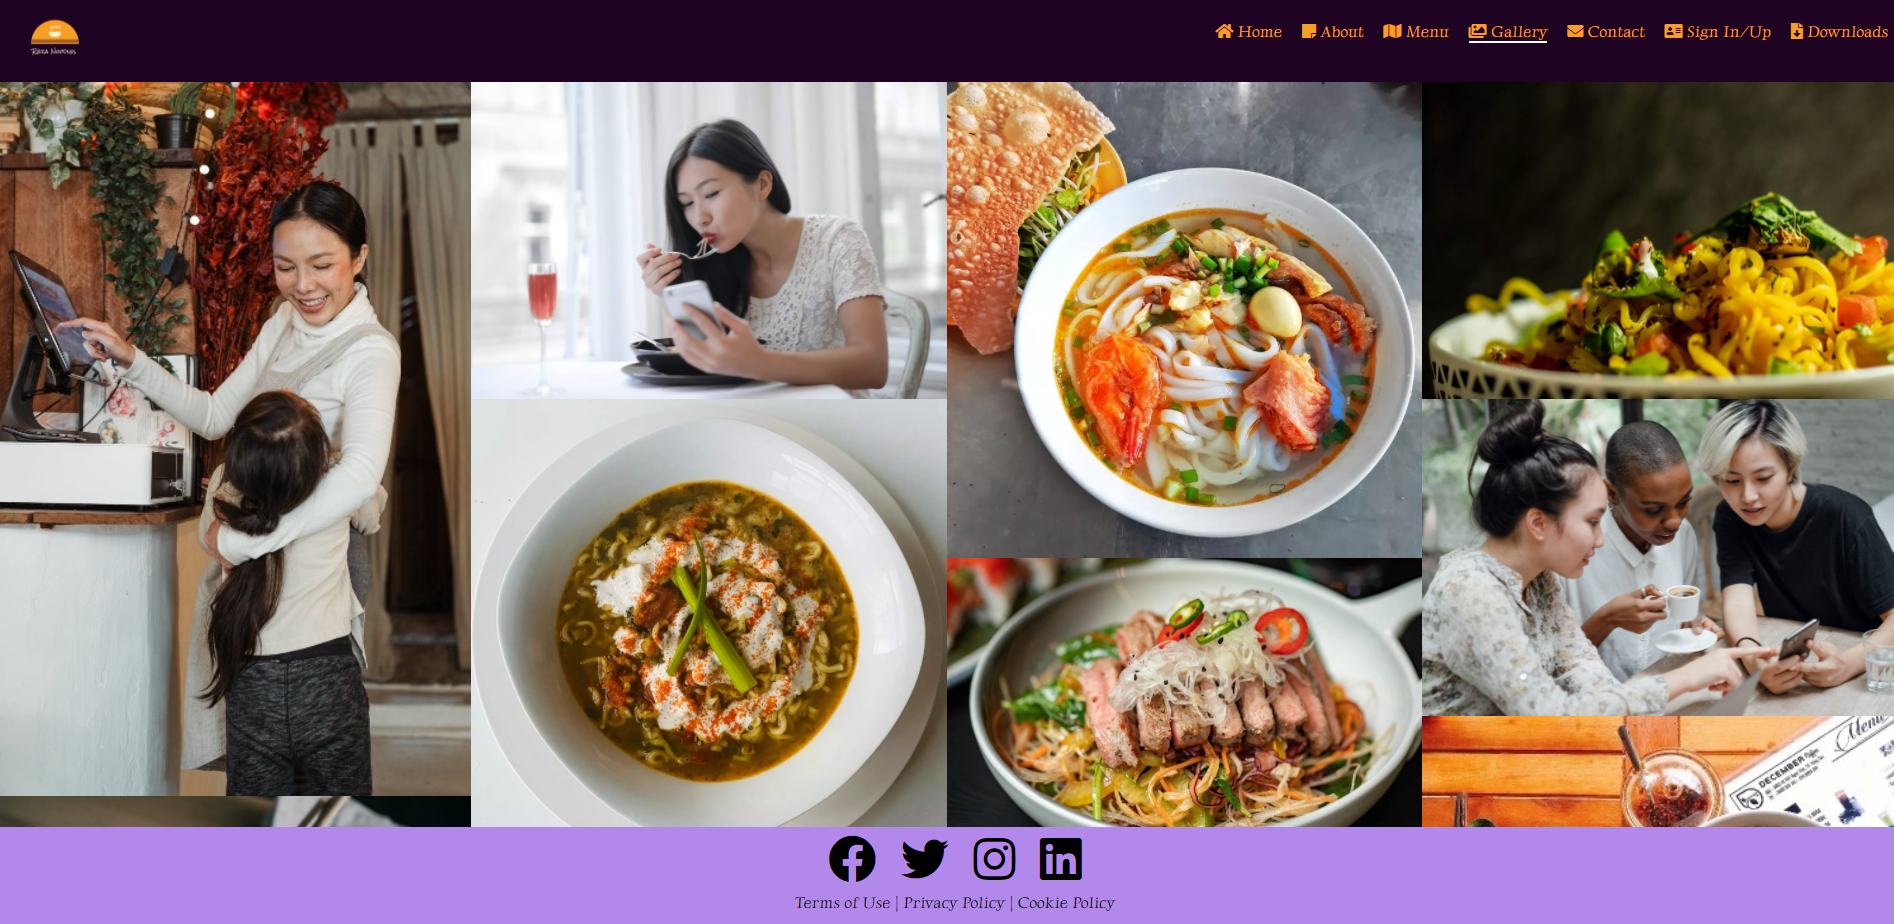 Raza Noodles
Home About Menu Gallery Contact Sign In/Up Downloads
Menu
DECEMBER
Terms of Use | Privacy Policy | Cookie Policy